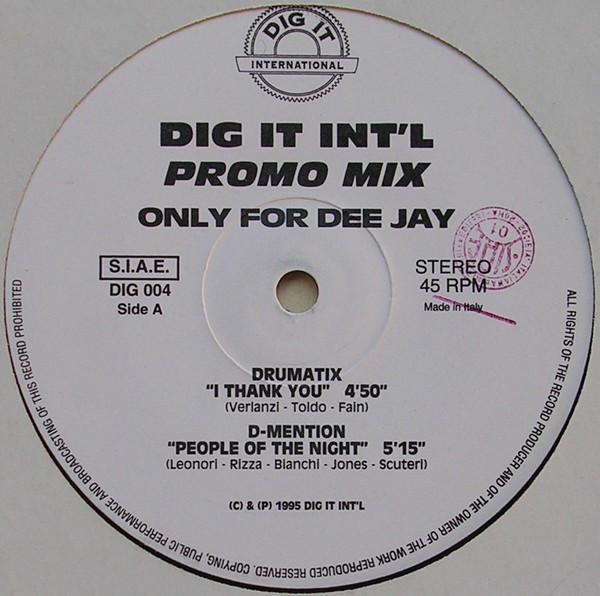 DIG IT
INTERNATIONAL
DIG IT INT'L
PROMO MIX
ONLY FOR DEE JAY
S.I.A.E.
DIG 004
Side A
STEREO
45 RPM
Made in Italy
DRUMATIX
"I THANK YOU" 4'50"
(Verlanzi - Toldo - Fain)
D-MENTION
"PEOPLE OF THE NIGHT" 5'15"
(Leonori - Rizza - Bianchi - Jones - Scuteri)
(C) & (P) 1995 DIG IT INT'L
ALL RIGHTS OF THE RECORD PRODUCER AND OF THE OWNER OF THE WORK REPRODUCED RESERVED. COPYING, PUBLIC PERFORMANCE AND BROADCASTING OF THIS RECORD PROHIBITED